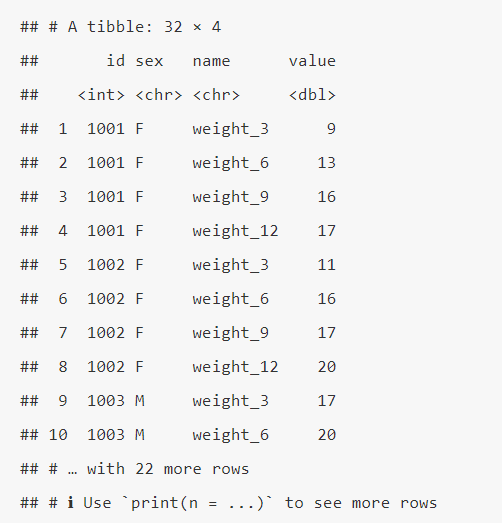 ## # A tibble: 32 × 4
##       id sex   name      value
##    <int> <chr> <chr>     <dbl>
##  1  1001 F     weight_3      9
##  2  1001 F     weight_6     13
##  3  1001 F     weight_9     16
##  4  1001 F     weight_12    17
##  5  1002 F     weight_3     11
##  6  1002 F     weight_6     16
##  7  1002 F     weight_9     17
##  8  1002 F     weight_12    20
##  9  1003 M     weight_3     17
## 10  1003 M     weight_6     20
## # … with 22 more rows
## # ℹ Use `print(n = ...)` to see more rows